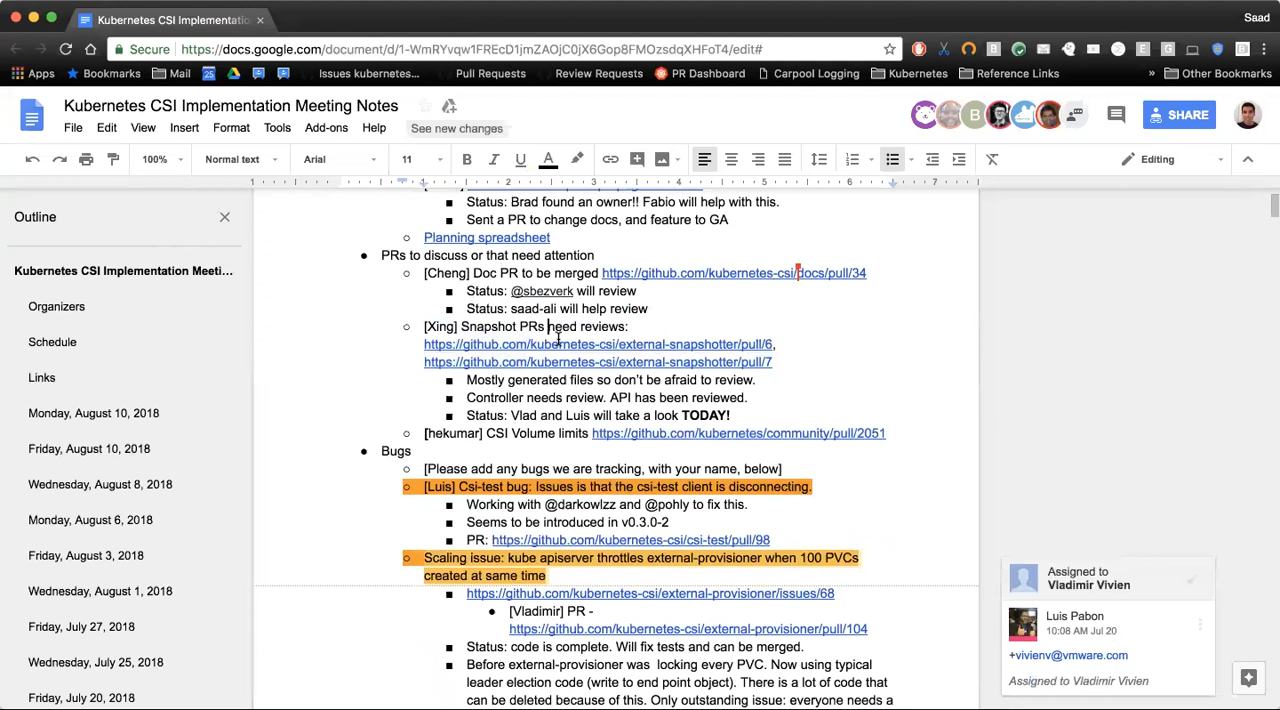 Kubernetes CSI Implementatio
Saad
Secure
https://docs.google.com/document/d/1-WmRYvqw1FREcD1jmZAOjC0jX6Gop8FMOzsdqXHFoT4/edit#
Apps
Bookmarks
Mail
Issues kubernetes...
Pull Requests
Review Requests
PR Dashboard
Carpool Logging
Kubernetes
Reference Links
»
Other Bookmarks
Kubernetes CSI Implementation Meeting Notes
File Edit View Insert Format Tools Add-ons Help
See new changes
B
SHARE
100%
Normal text
Arial
11
B I U A
Editing
1 1 2 3 4 5 6 7
Outline
Kubernetes CSI Implementation Meeti...
Organizers
Schedule
Links
Monday, August 10, 2018
Friday, August 10, 2018
Wednesday, August 8, 2018
Monday, August 6, 2018
Friday, August 3, 2018
Wednesday, August 1, 2018
Friday, July 27, 2018
Wednesday, July 25, 2018
Friday, July 20, 2018
Status: Brad found an owner!! Fabio will help with this.
Sent a PR to change docs, and feature to GA
Planning spreadsheet
PRs to discuss or that need attention
[Cheng] Doc PR to be merged https://github.com/kubernetes-csi/docs/pull/34
Status: @sbezverk will review
Status: saad-ali will help review
[Xing] Snapshot PRs need reviews:
https://github.com/kubernetes-csi/external-snapshotter/pull/6,
https://github.com/kubernetes-csi/external-snapshotter/pull/7
Mostly generated files so don't be afraid to review.
Controller needs review. API has been reviewed.
Status: Vlad and Luis will take a look TODAY!
[hekumar] CSI Volume limits https://github.com/kubernetes/community/pull/2051
Bugs
[Please add any bugs we are tracking, with your name, below]
[Luis] Csi-test bug: Issues is that the csi-test client is disconnecting.
Working with @darkowlzz and @pohly to fix this.
Seems to be introduced in v0.3.0-2
PR: https://github.com/kubernetes-csi/csi-test/pull/98
Scaling issue: kube apiserver throttles external-provisioner when 100 PVCs
created at same time
https://github.com/kubernetes-csi/external-provisioner/issues/68
[Vladimir] PR -
https://github.com/kubernetes-csi/external-provisioner/pull/104
Status: code is complete. Will fix tests and can be merged.
Before external-provisioner was locking every PVC. Now using typical
leader election code (write to end point object). There is a lot of code that
can be deleted because of this. Only outstanding issue: everyone needs a
Assigned to
Vladimir Vivien
Luis Pabon
10:08 AM Jul 20
+vivienv@vmware.com
Assigned to Vladimir Vivien